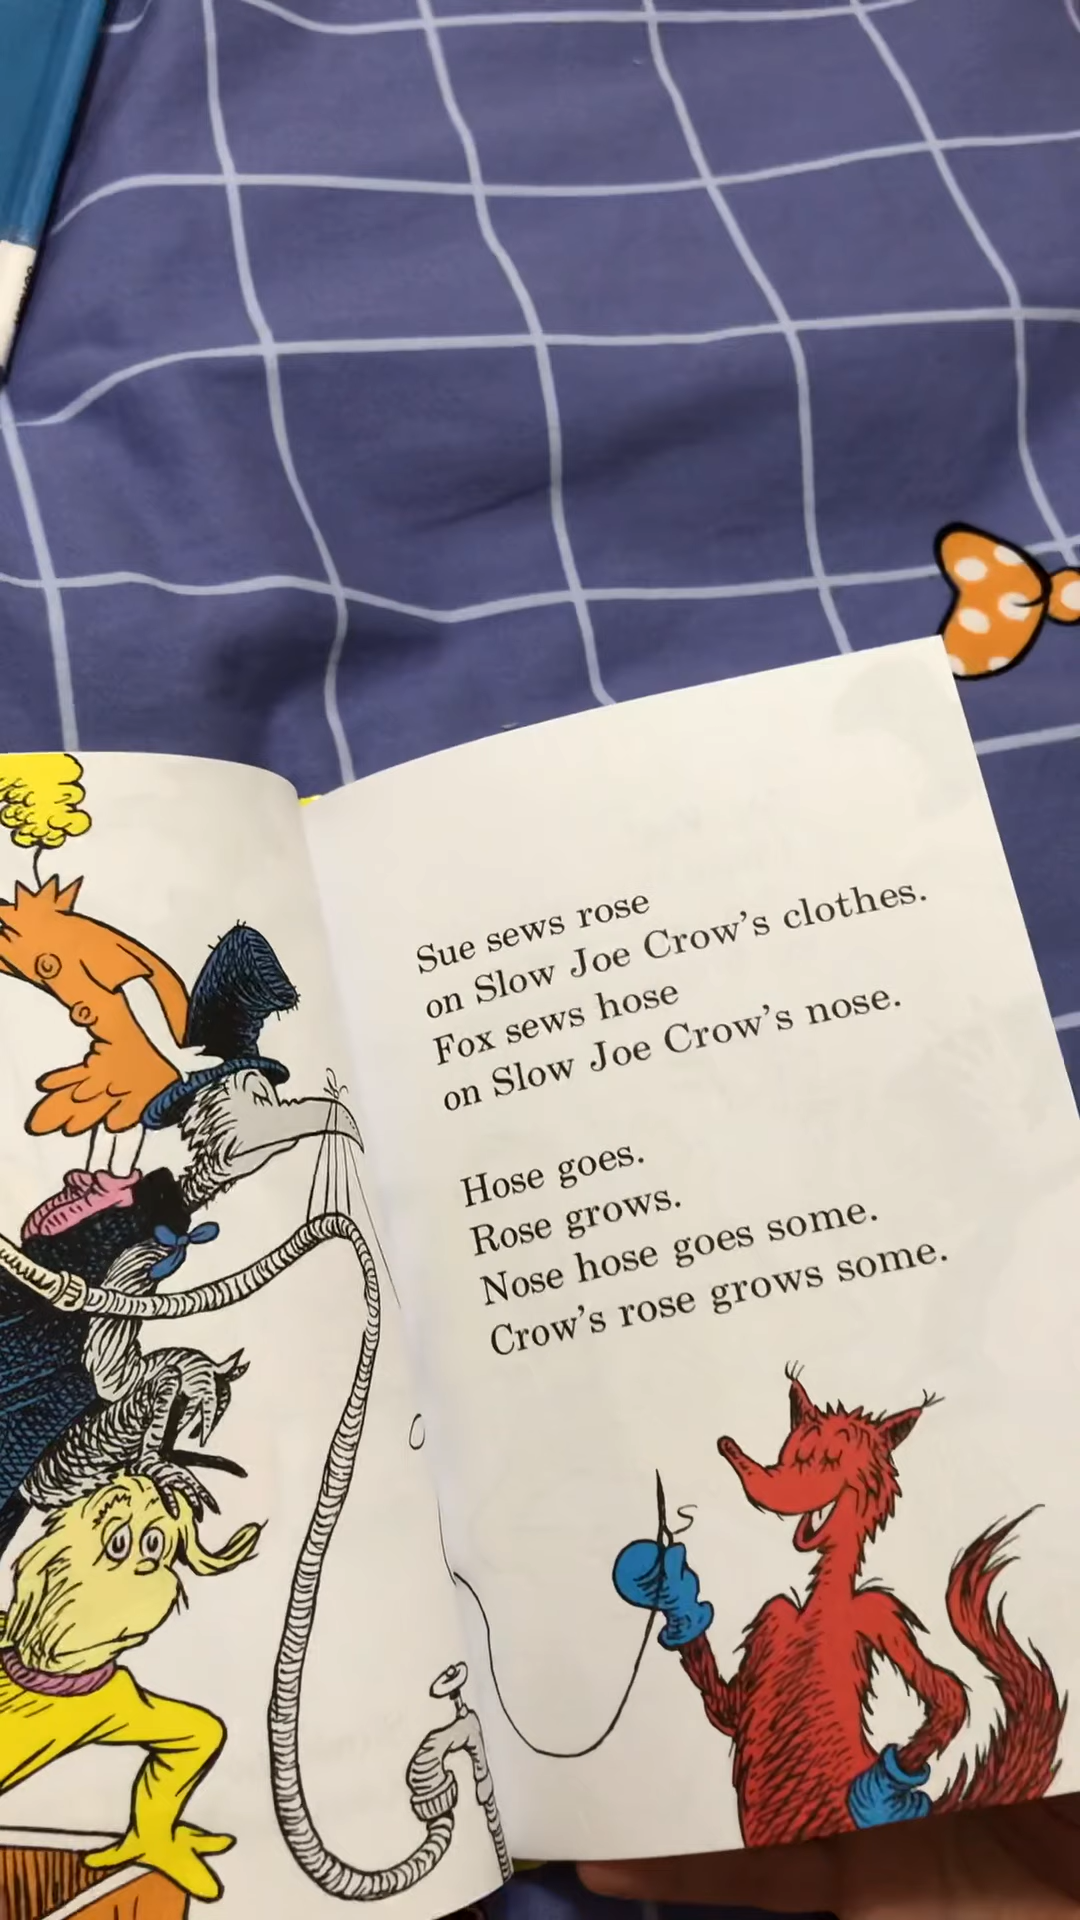 Sue sews rose
on Slow Joe Crow's clothes.
Fox sews hose
on Slow Joe Crow's nose.
Hose goes.
Rose grows.
Nose hose goes some.
Crow's rose grows some.